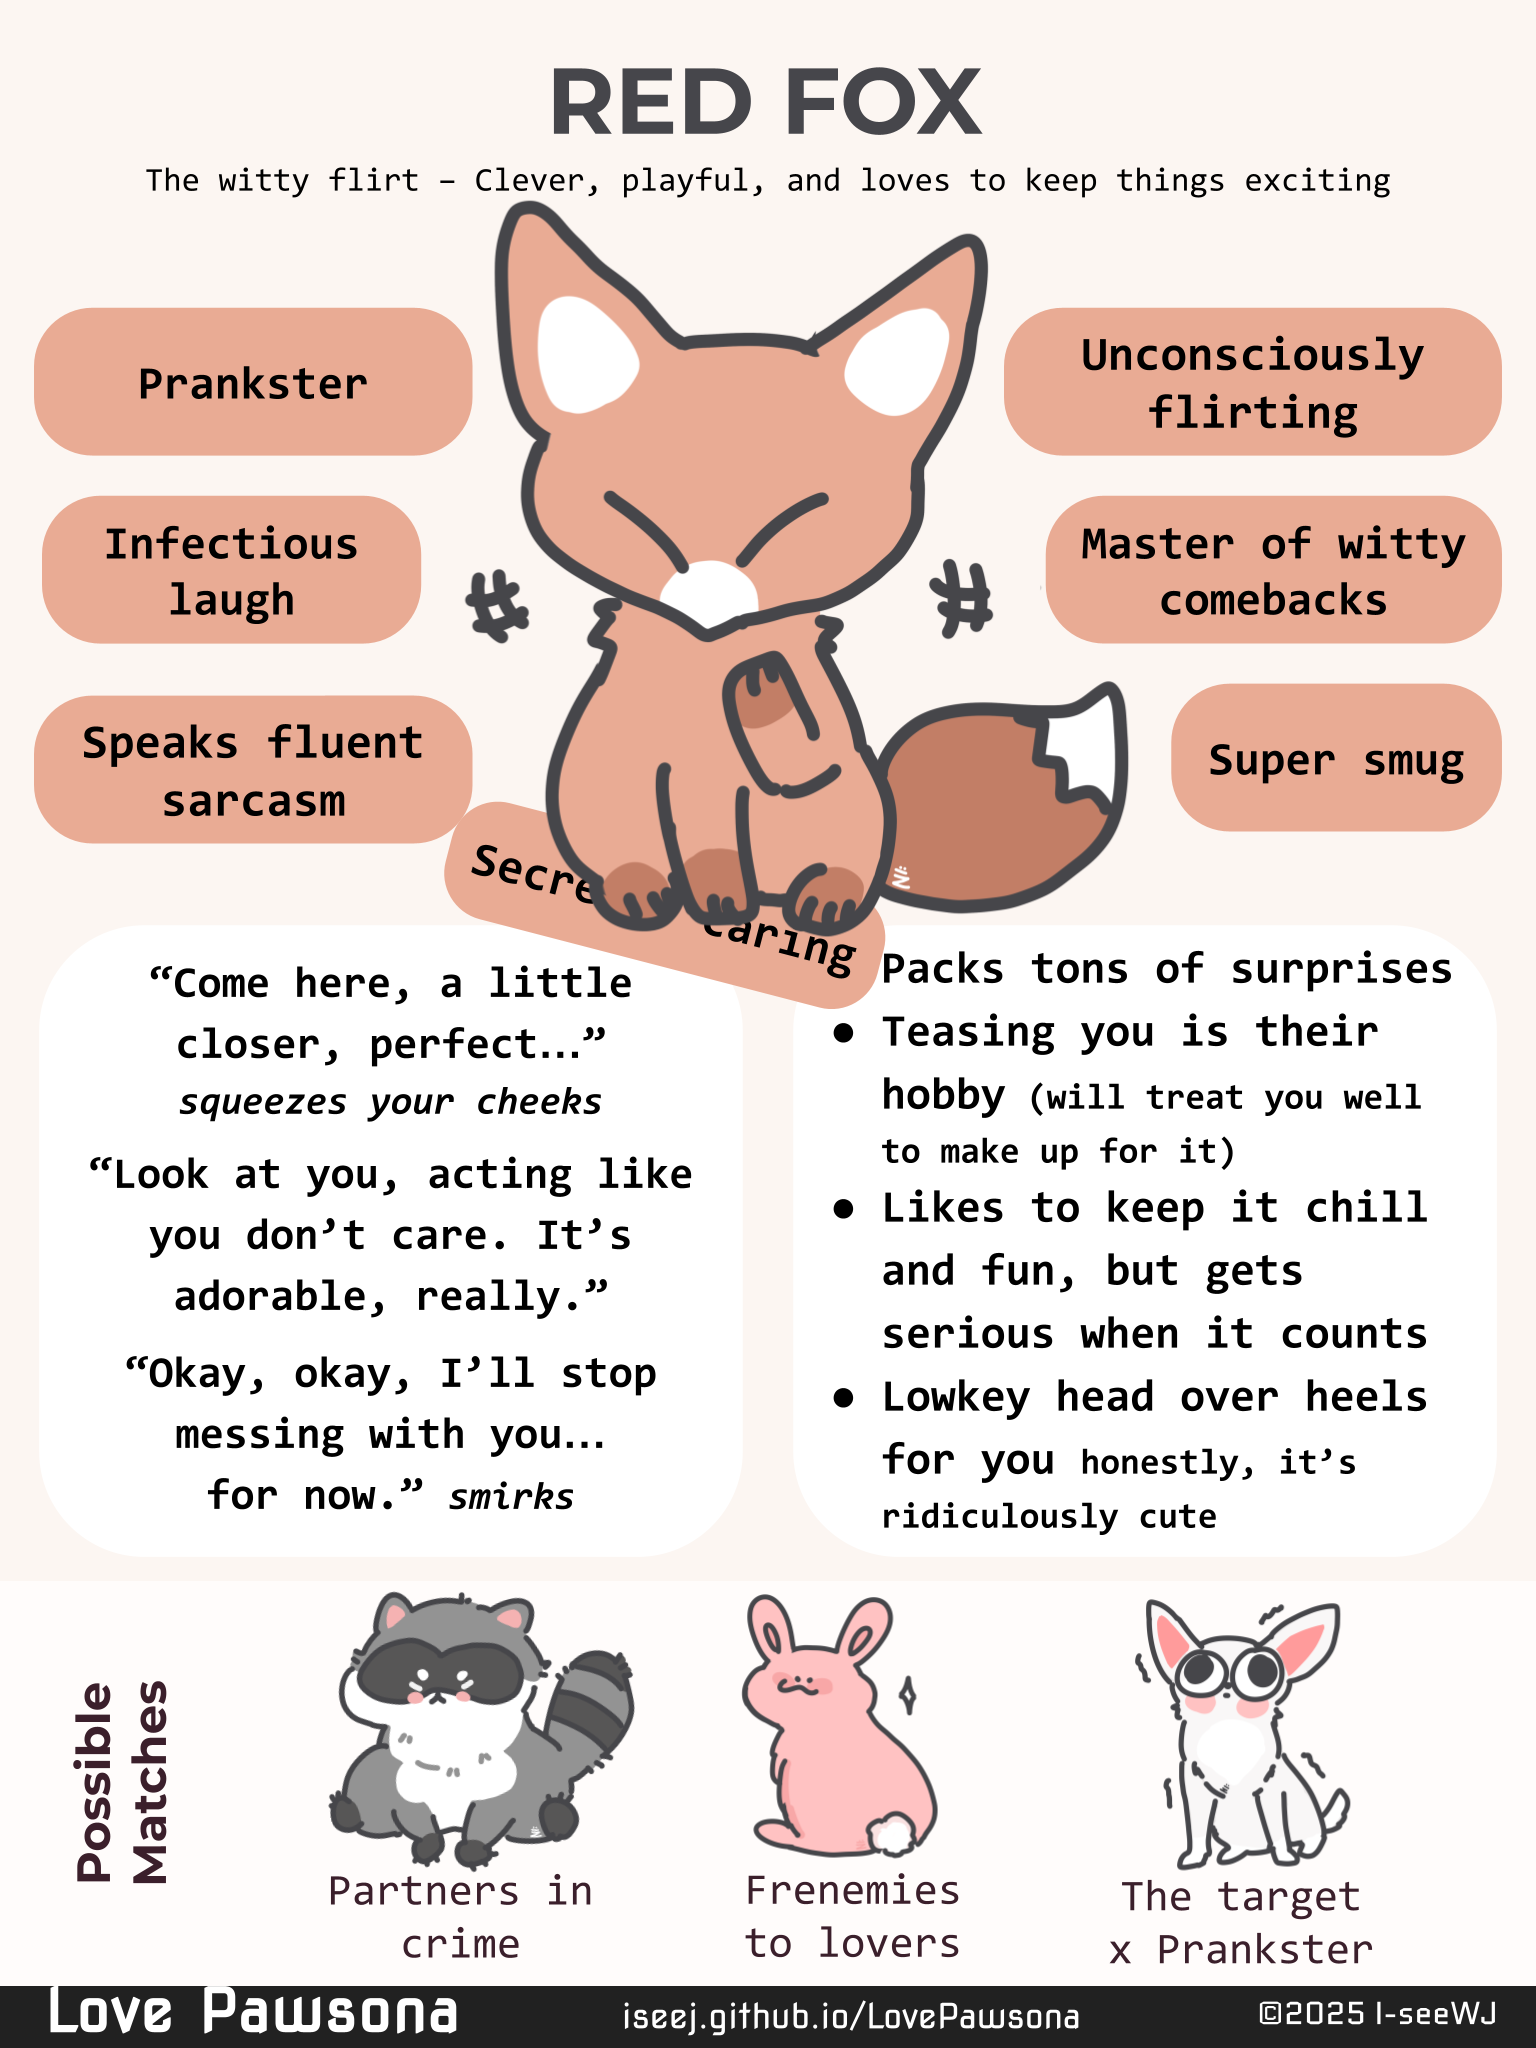 RED FOX
The witty flirt – Clever, playful, and loves to keep things exciting
Prankster
Unconsciously
flirting
Infectious
laugh
Master of witty
comebacks
Speaks fluent
sarcasm
Super smug
caring
“Come here, a little
closer, perfect…”
squeezes your cheeks
“Look at you, acting like
you don’t care. It’s
adorable, really.”
“Okay, okay, I’ll stop
messing with you…
for now.” smirks
Packs tons of surprises
● Teasing you is their
hobby (will treat you well
to make up for it)
● Likes to keep it chill
and fun, but gets
serious when it counts
● Lowkey head over heels
for you honestly, it’s
ridiculously cute
Possible
Matches
Partners in
crime
Frenemies
to lovers
The target
x Prankster
Love Pawsona
iseej.github.io/LovePawsona
©2025 I-seeWJ